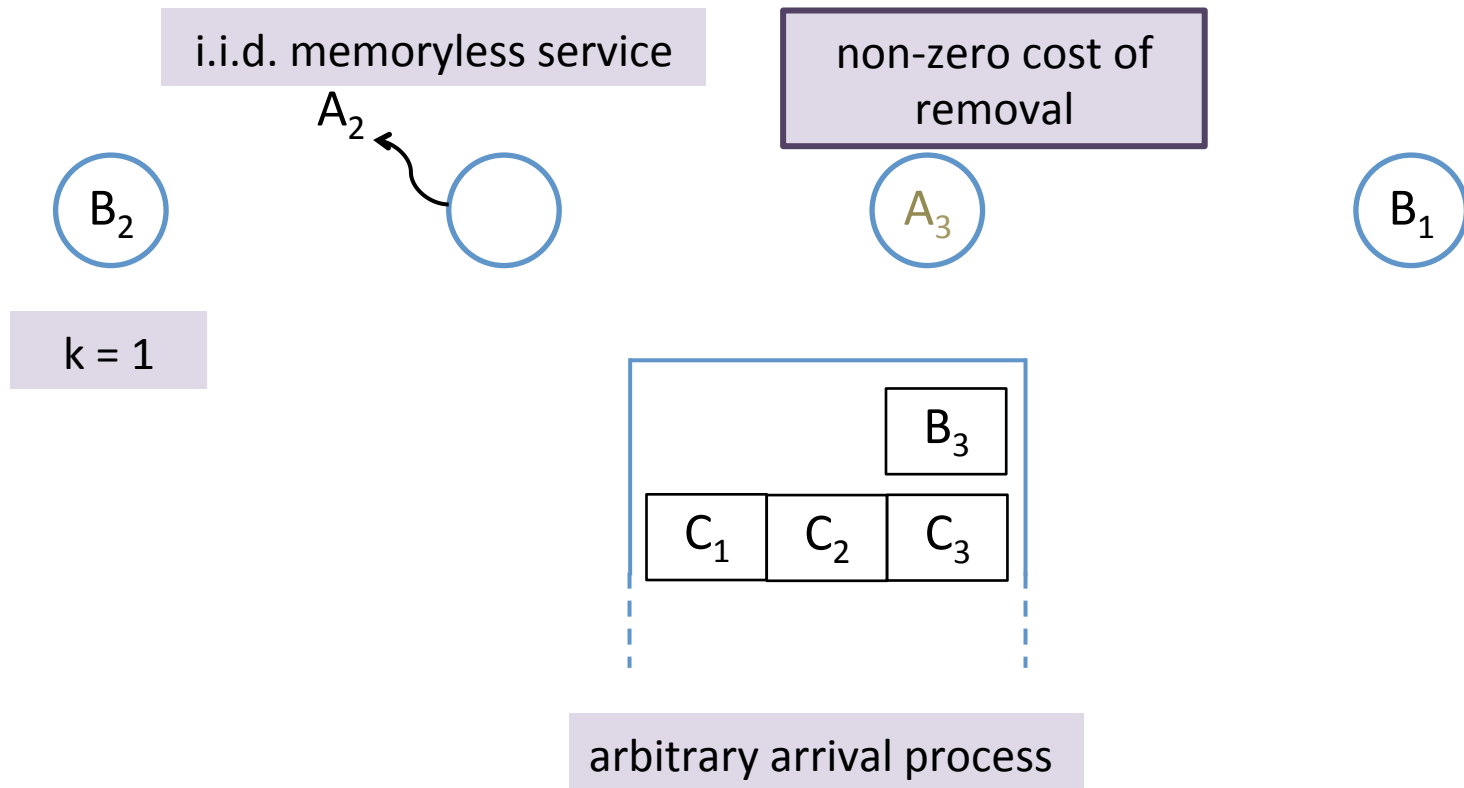 i.i.d. memoryless service
non-zero cost of
removal
A₂
B₂
A₃
B₁
k = 1
B₃
C₁ C₂ C₃
arbitrary arrival process